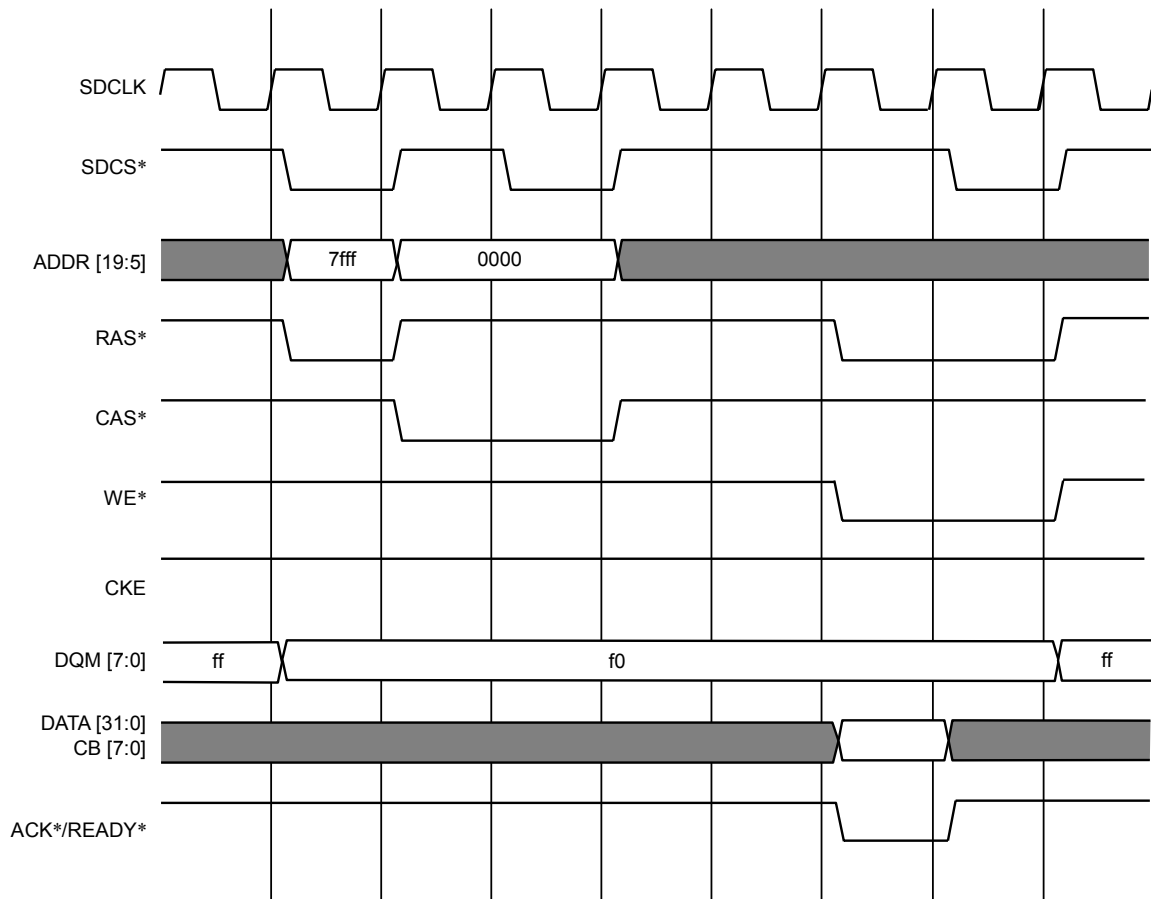 SDCLK
SDCS*
ADDR [19:5]
7fff
0000
RAS*
CAS*
WE*
CKE
DQM [7:0]
ff
f0
ff
DATA [31:0]
CB [7:0]
ACK*/READY*